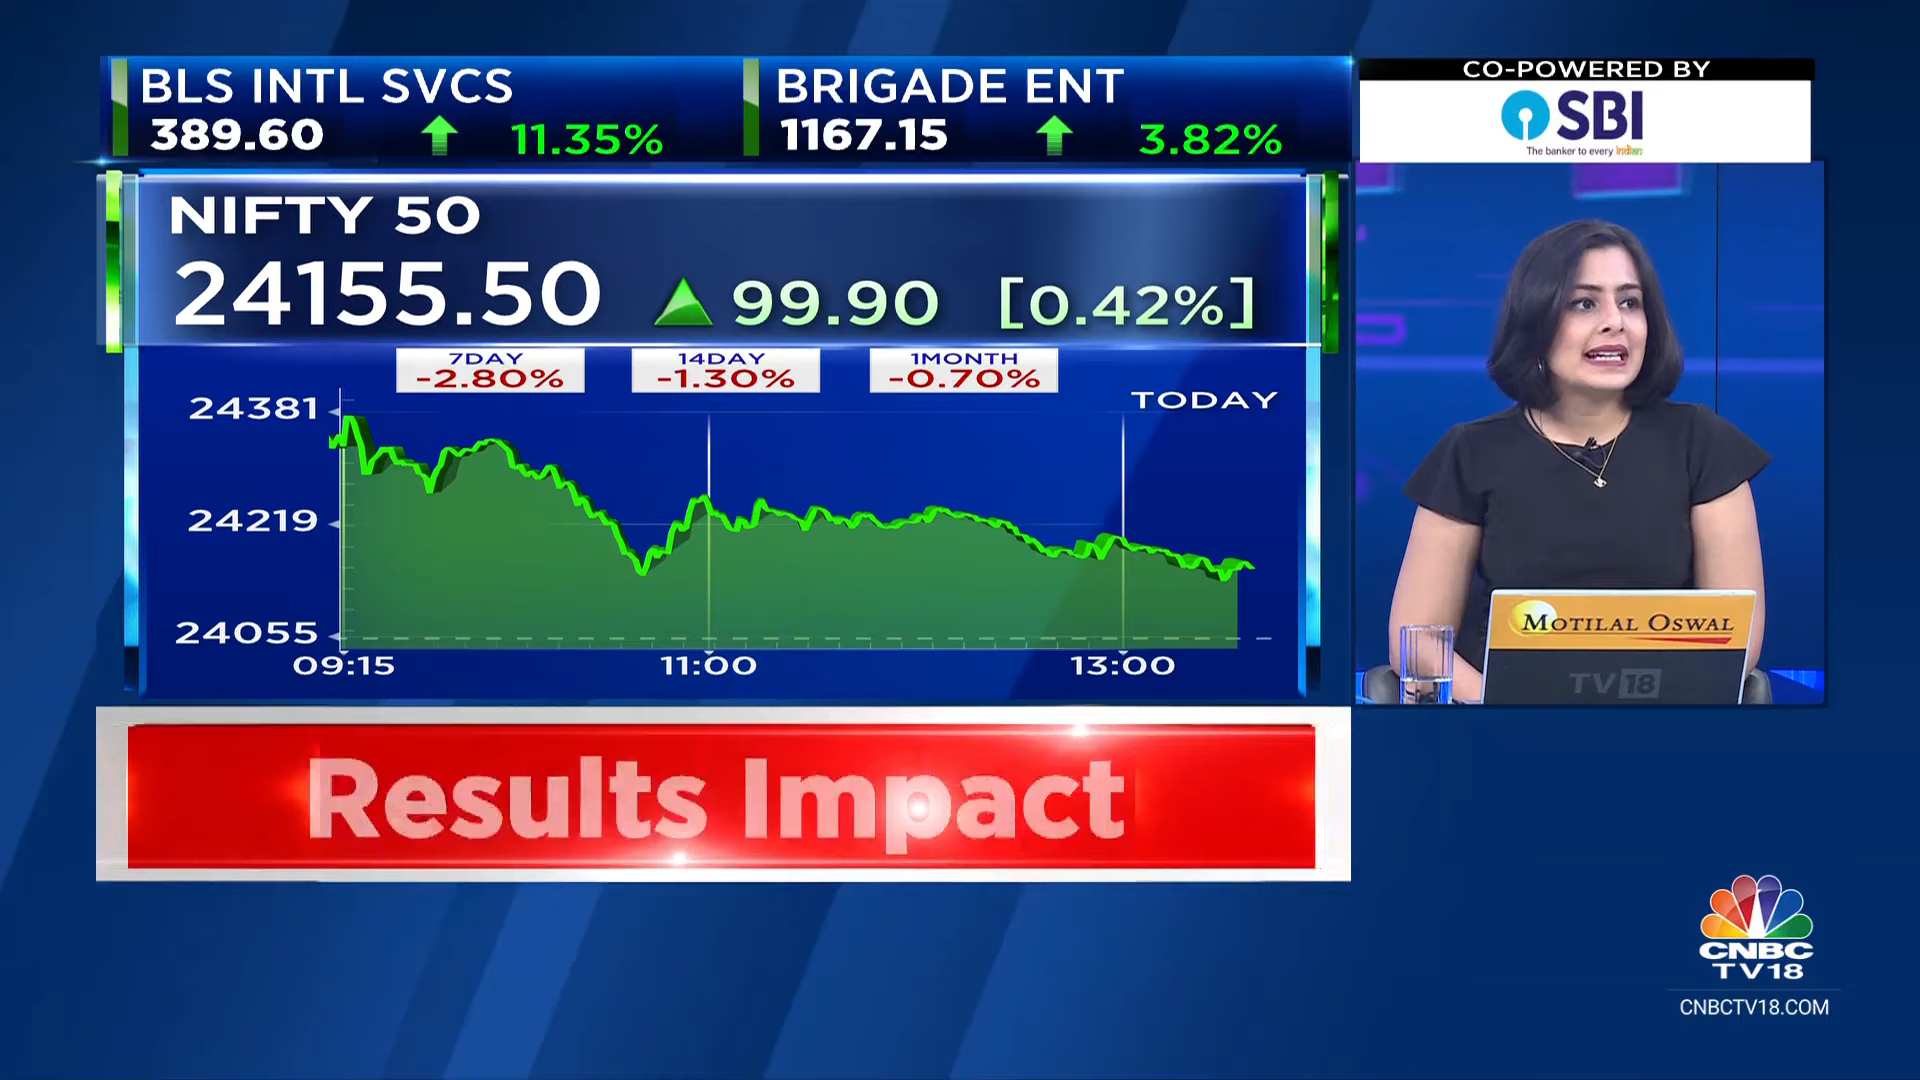 BLS INTL SVCS
389.60 11.35%
BRIGADE ENT
1167.15 3.82%
CO-POWERED BY
SBI
The banker to every indian
NIFTY 50
24155.50 99.90 [0.42%]
7DAY
-2.80%
14DAY
-1.30%
1MONTH
-0.70%
TODAY
24381
24219
24055
09:15 11:00 13:00
MOTILAL OSWAL
TV18
Results Impact
CNBC
TV18
CNBCTV18.COM